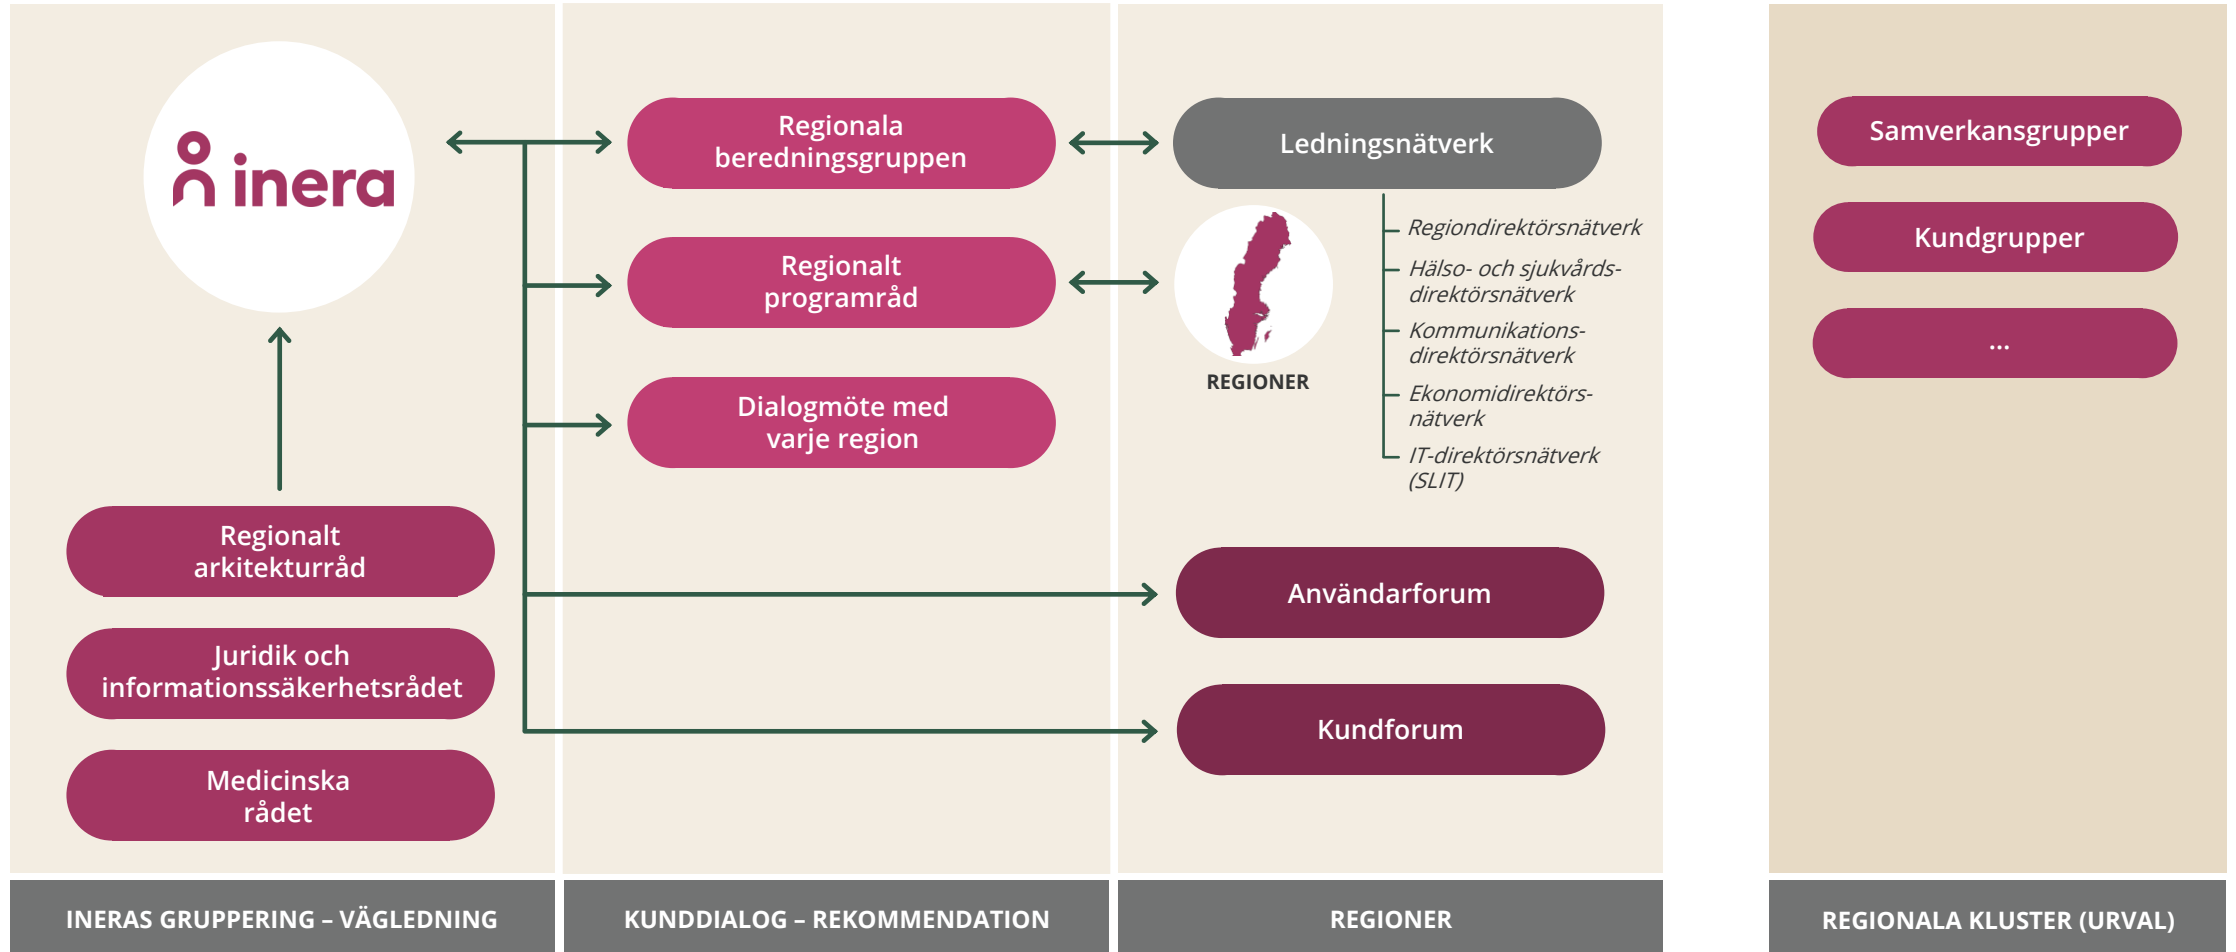 inera
Regionalt
arkitekturråd
Juridik och
informationssäkerhetsrådet
Medicinska
rådet
INERAS GRUPPERING – VÄGLEDNING
Regionala
beredningsgruppen
Regionalt
programråd
Dialogmöte med
varje region
KUNDDIALOG – REKOMMENDATION
Ledningsnätverk
REGIONER
Regiondirektörsnätverk
Hälso- och sjukvårds-
direktörsnätverk
Kommunikations-
direktörsnätverk
Ekonomidirektörs-
nätverk
IT-direktörsnätverk
(SLIT)
Användarforum
Kundforum
REGIONER
Samverkansgrupper
Kundgrupper
...
REGIONALA KLUSTER (URVAL)